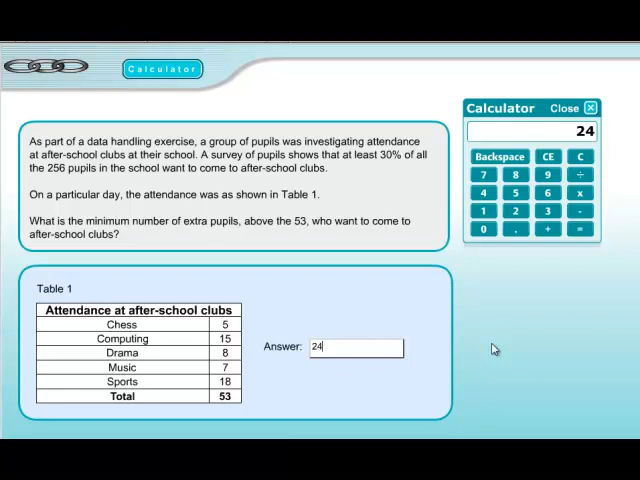 Calculator
Calculator Close
24
Backspace CE C
7 8 9 ÷
4 5 6 x
1 2 3 -
0 . + =
As part of a data handling exercise, a group of pupils was investigating attendance
at after-school clubs at their school. A survey of pupils shows that at least 30% of all
the 256 pupils in the school want to come to after-school clubs.
On a particular day, the attendance was as shown in Table 1.
What is the minimum number of extra pupils, above the 53, who want to come to
after-school clubs?
Table 1
Attendance at after-school clubs
Chess 5
Computing 15
Drama 8
Music 7
Sports 18
Total 53
Answer: 24